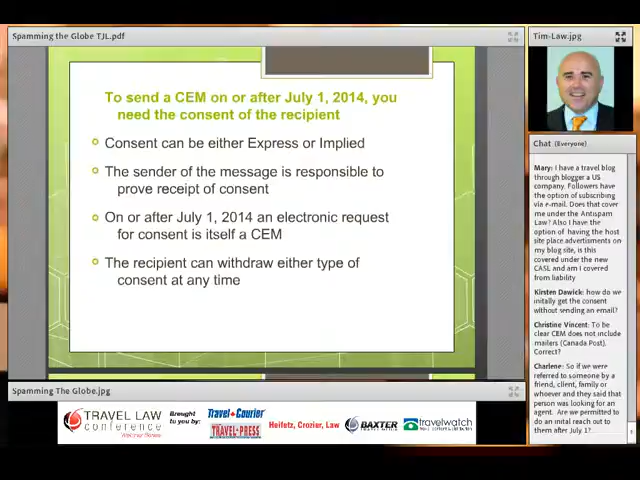 Spamming the Globe TJL.pdf
To send a CEM on or after July 1, 2014, you
need the consent of the recipient
Consent can be either Express or Implied
The sender of the message is responsible to
prove receipt of consent
On or after July 1, 2014 an electronic request
for consent is itself a CEM
The recipient can withdraw either type of
consent at any time
Tim-Law.jpg
Chat (Everyone)
Mary: I have a travel blog
through blogger a US
company. Followers have
the option of subscribing
via e-mail. Does that cover
me under the Antispam
Law? Also I have the
option of having the host
site place advertisments on
my blog site, is this
covered under the new
CASL and am I covered
from liability
Kirsten Dawick: how do we
initally get the consent
without sending an email?
Christine Vincent: To be
clear CEM does not include
mailers (Canada Post).
Correct?
Charlene: So if we were
referred to someone by a
friend, client, family or
whoever and they said that
person was looking for an
agent. Are we permitted to
do an inital reach out to
them after July 1?
Spamming The Globe.jpg
TRAVEL LAW
conference
Brought
to you by:
Travel Courier
TRAVEL PRESS
Heifetz, Crozier, Law
BAXTER
travelwatch